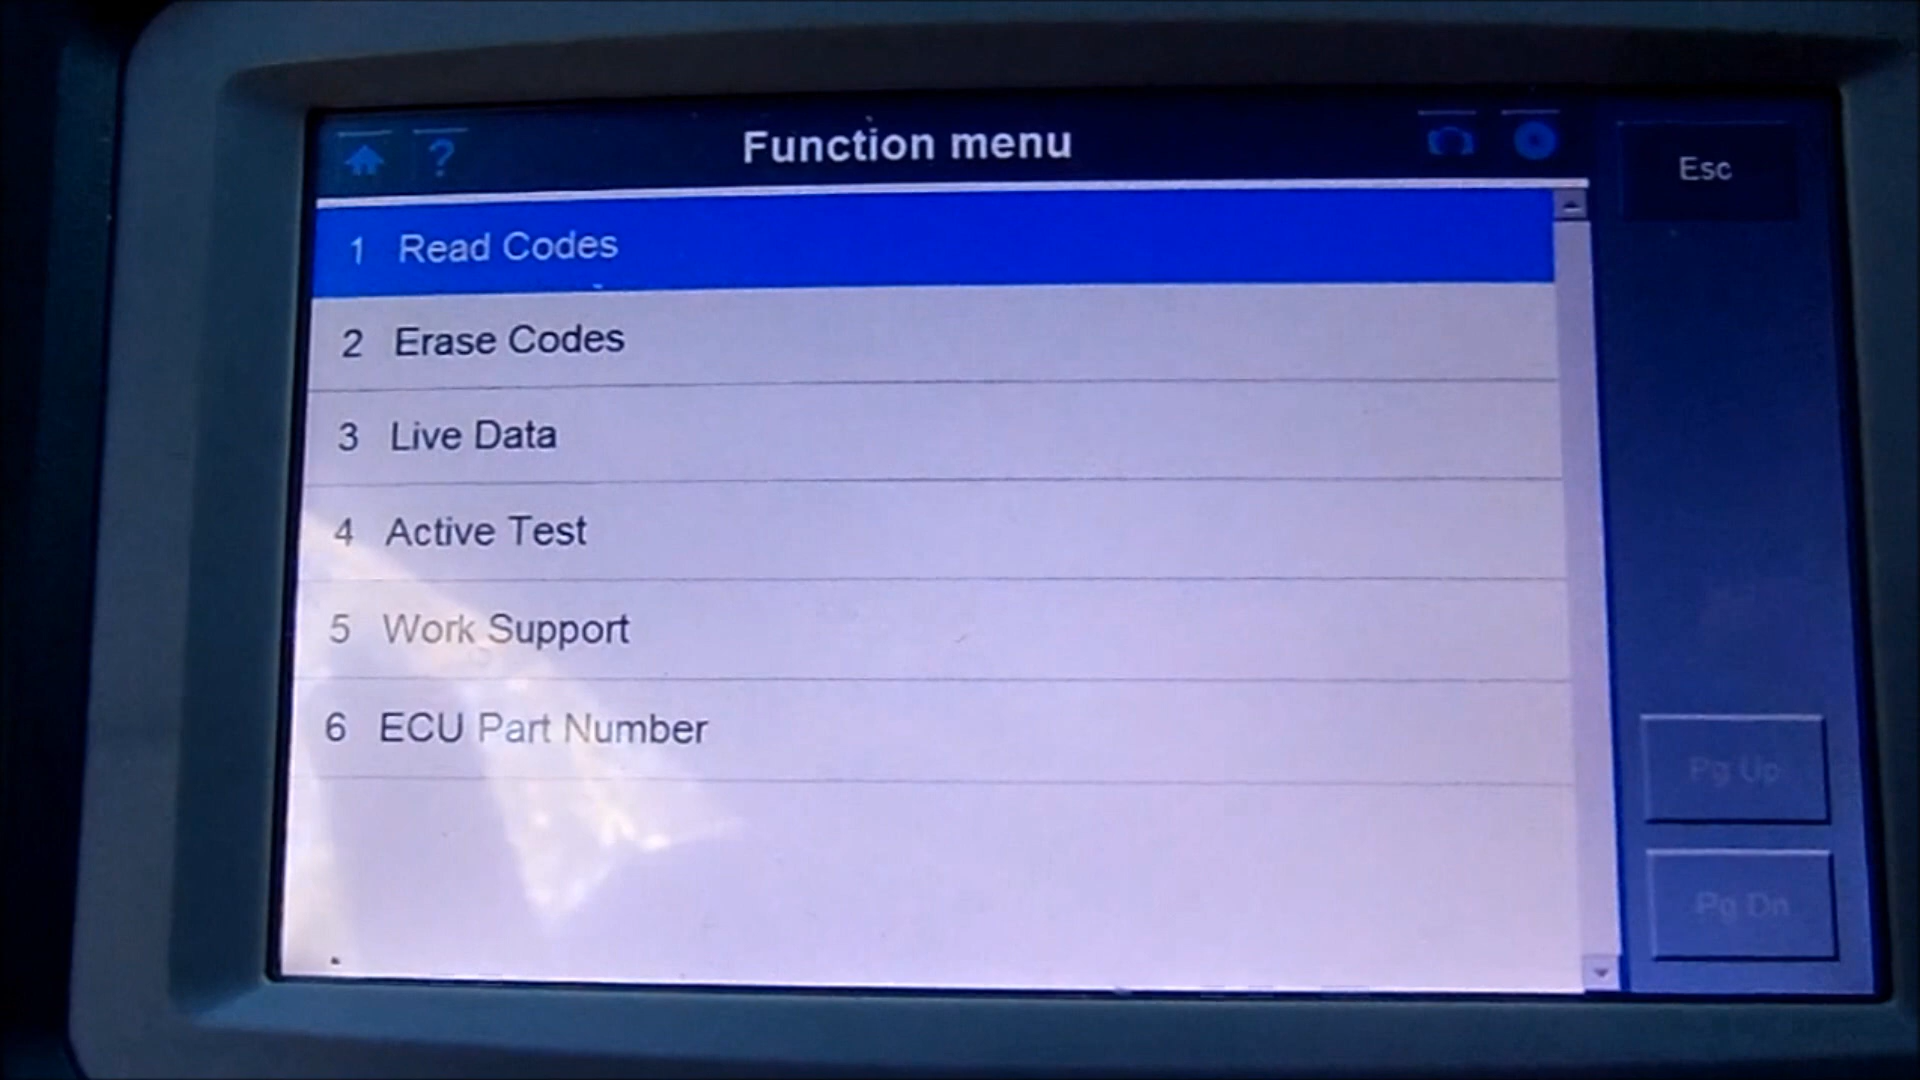 Function menu
Esc
1 Read Codes
2 Erase Codes
3 Live Data
4 Active Test
5 Work Support
6 ECU Part Number
Pg Up
Pg Dn